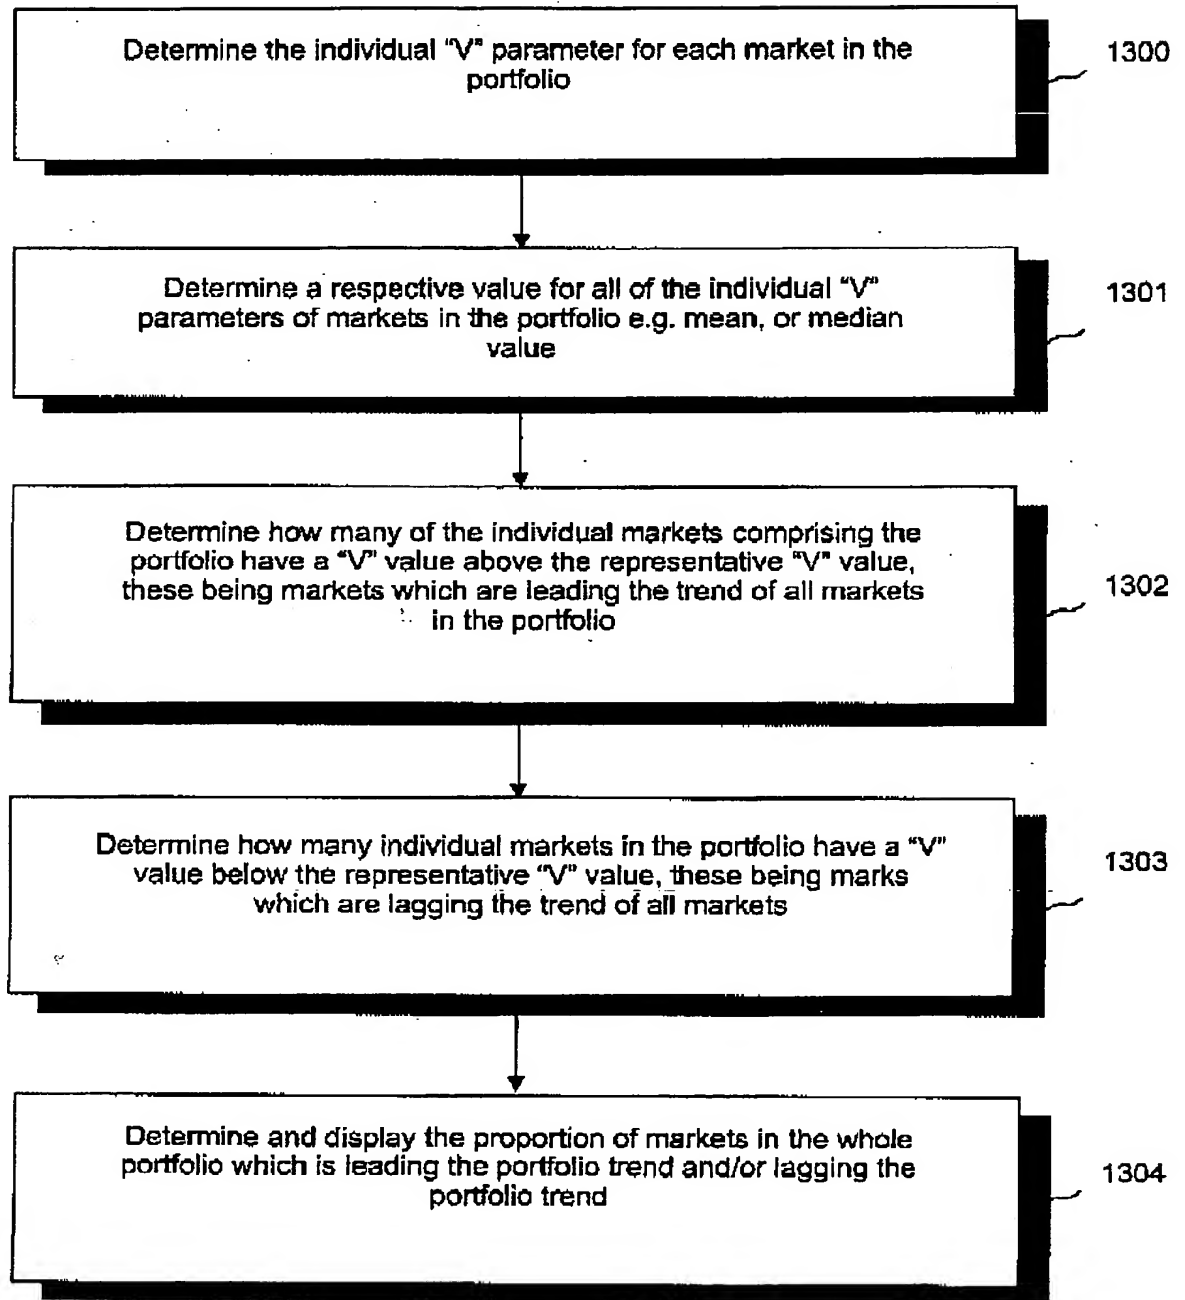 Determine the individual "V" parameter for each market in the
portfolio
1300
Determine a respective value for all of the individual "V"
parameters of markets in the portfolio e.g. mean, or median
value
1301
Determine how many of the individual markets comprising the
portfolio have a "V" value above the representative "V" value,
these being markets which are leading the trend of all markets
in the portfolio
1302
Determine how many individual markets in the portfolio have a "V"
value below the representative "V" value, these being marks
which are lagging the trend of all markets
1303
Determine and display the proportion of markets in the whole
portfolio which is leading the portfolio trend and/or lagging the
portfolio trend
1304